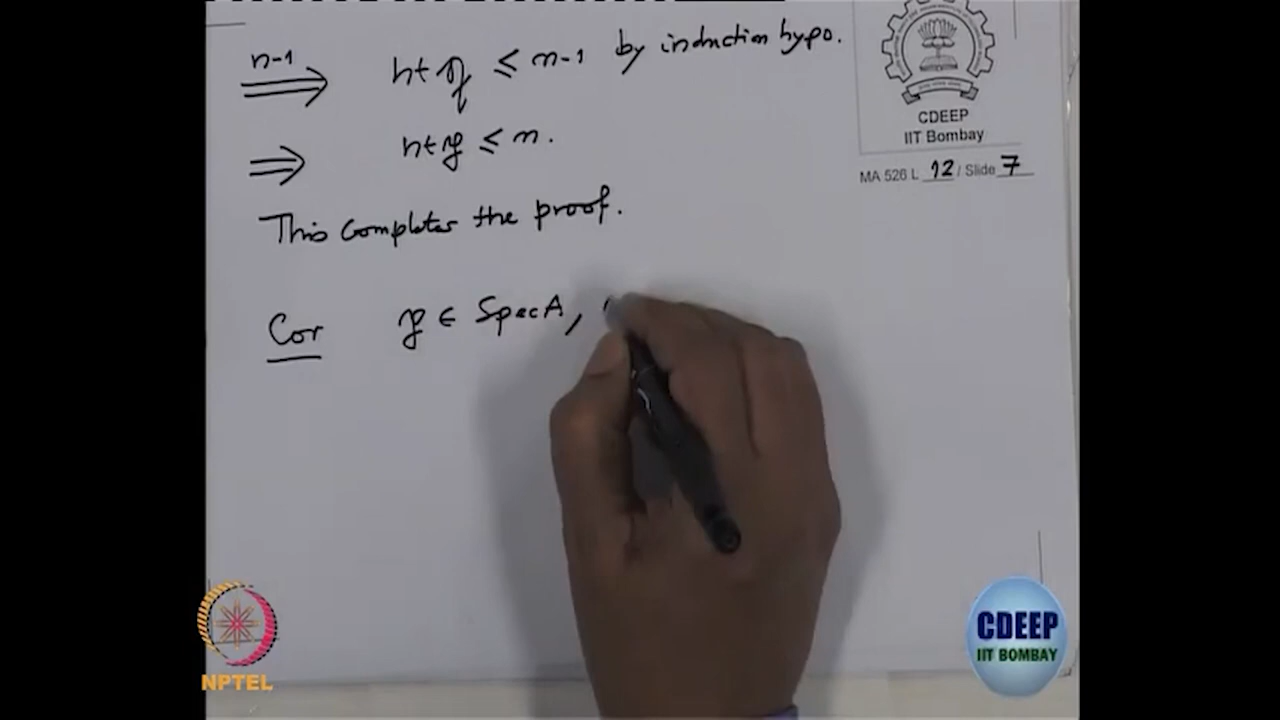 n-1
⟹ ht 𝔮 ≤ n-1 by induction hypo.
⟹ ht 𝔭 ≤ n.
This completes the proof.
Cor 𝔭 ∈ Spec A,
CDEEP
IIT Bombay
MA 526 L 12 / Slide 7
NPTEL
CDEEP
IIT BOMBAY